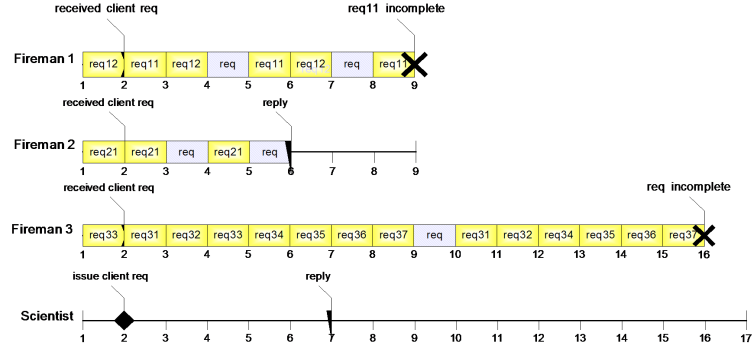 received client req req11 incomplete
Fireman 1 req12 req11 req12 req req11 req12 req req11
1 2 3 4 5 6 7 8 9
received client req reply
Fireman 2 req21 req21 req req21 req
1 2 3 4 5 6 7 8 9
received client req req incomplete
Fireman 3 req33 req31 req32 req33 req34 req35 req36 req37 req req31 req32 req34 req35 req36 req37
1 2 3 4 5 6 7 8 9 10 11 12 13 14 15 16
issue client req reply
Scientist
1 2 3 4 5 6 7 8 9 10 11 12 13 14 15 16 17